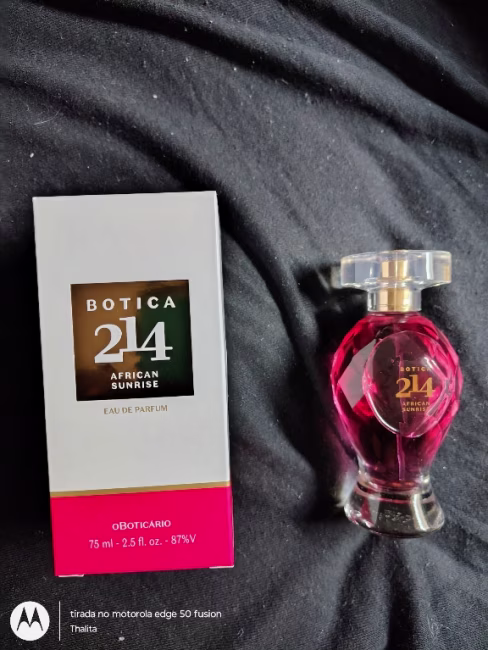 BOTICA
214
AFRICAN
SUNRISE
EAU DE PARFUM
oBOTICÁRIO
75 ml - 2.5 fl. oz. - 87%V
BOTICA
214
AFRICAN
SUNRISE
tirada no motorola edge 50 fusion
Thalita